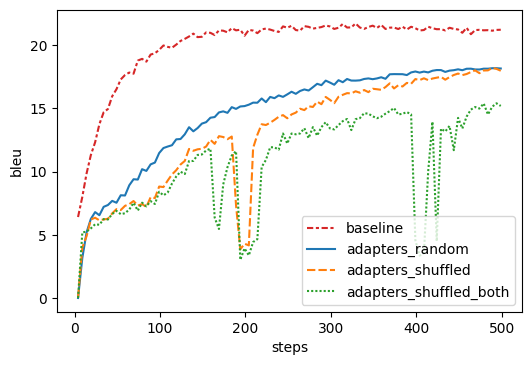 20
15
10
5
0
bleu
0
100
200
300
400
500
steps
baseline
adapters_random
adapters_shuffled
adapters_shuffled_both